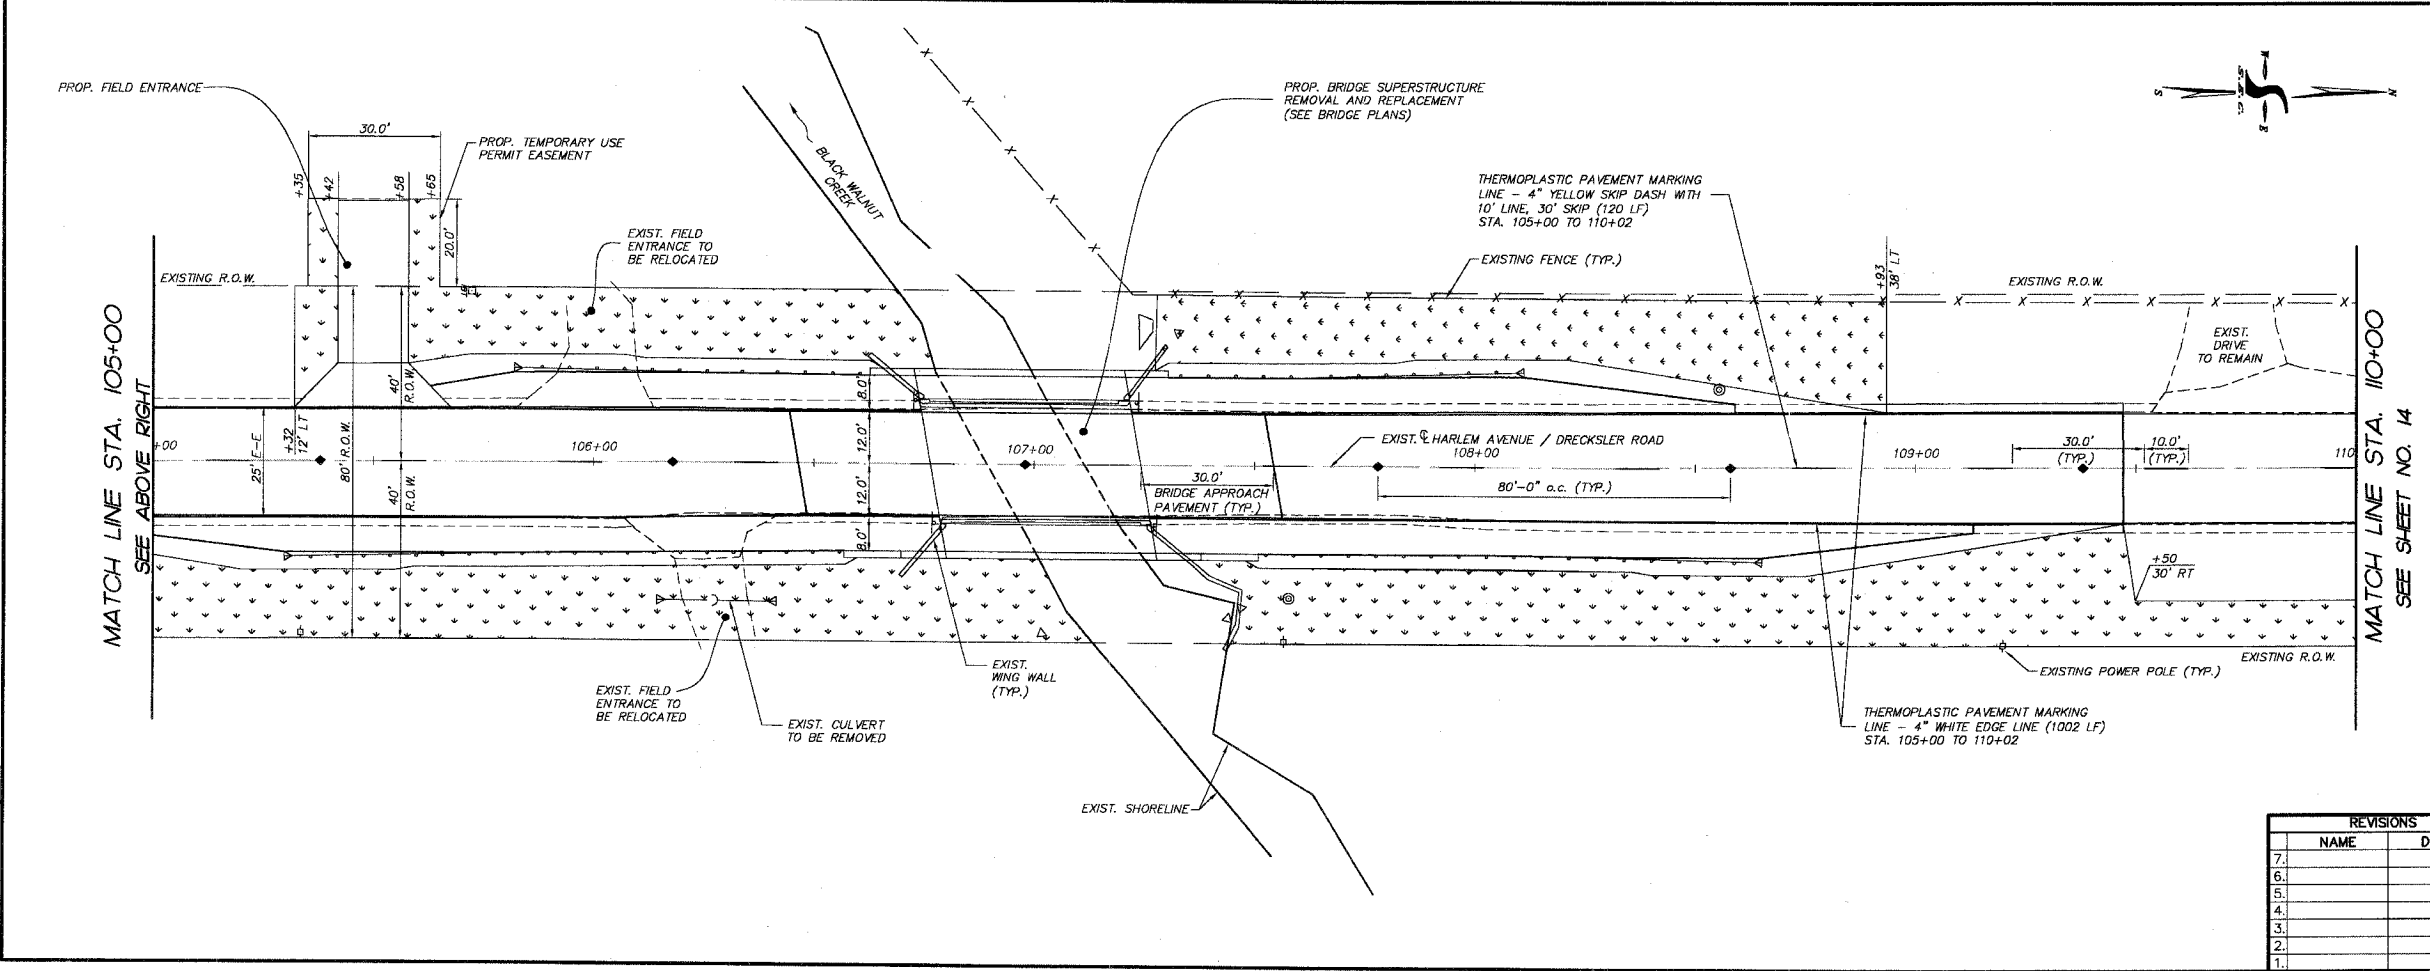 PROP. FIELD ENTRANCE
30.0'
PROP. TEMPORARY USE
PERMIT EASEMENT
+35
+42
+58
+65
20.0'
EXIST. FIELD
ENTRANCE TO
BE RELOCATED
BLACK WALNUT
CREEK
PROP. BRIDGE SUPERSTRUCTURE
REMOVAL AND REPLACEMENT
(SEE BRIDGE PLANS)
THERMOPLASTIC PAVEMENT MARKING
LINE - 4" YELLOW SKIP DASH WITH
10' LINE, 30' SKIP (120 LF)
STA. 105+00 TO 110+02
EXISTING FENCE (TYP.)
+93
38' LT
S
N
EXISTING R.O.W.
EXISTING R.O.W.
EXIST.
DRIVE
TO REMAIN
MATCH LINE STA. 105+00
SEE ABOVE RIGHT
+00
25' E-E
+32
12' LT
80' R.O.W.
40'
R.O.W.
40'
R.O.W.
106+00
8.0'
12.0'
12.0'
8.0'
107+00
30.0'
BRIDGE APPROACH
PAVEMENT (TYP.)
EXIST. ℄ HARLEM AVENUE / DRECKSLER ROAD
108+00
80'-0" o.c. (TYP.)
109+00
30.0'
(TYP.)
10.0'
(TYP.)
110
MATCH LINE STA. 110+00
SEE SHEET NO. 14
+50
30' RT
EXISTING R.O.W.
EXISTING POWER POLE (TYP.)
EXIST.
WING WALL
(TYP.)
EXIST. FIELD
ENTRANCE TO
BE RELOCATED
EXIST. CULVERT
TO BE REMOVED
THERMOPLASTIC PAVEMENT MARKING
LINE - 4" WHITE EDGE LINE (1002 LF)
STA. 105+00 TO 110+02
EXIST. SHORELINE
REVISIONS
NAME D
7.
6.
5.
4.
3.
2.
1.